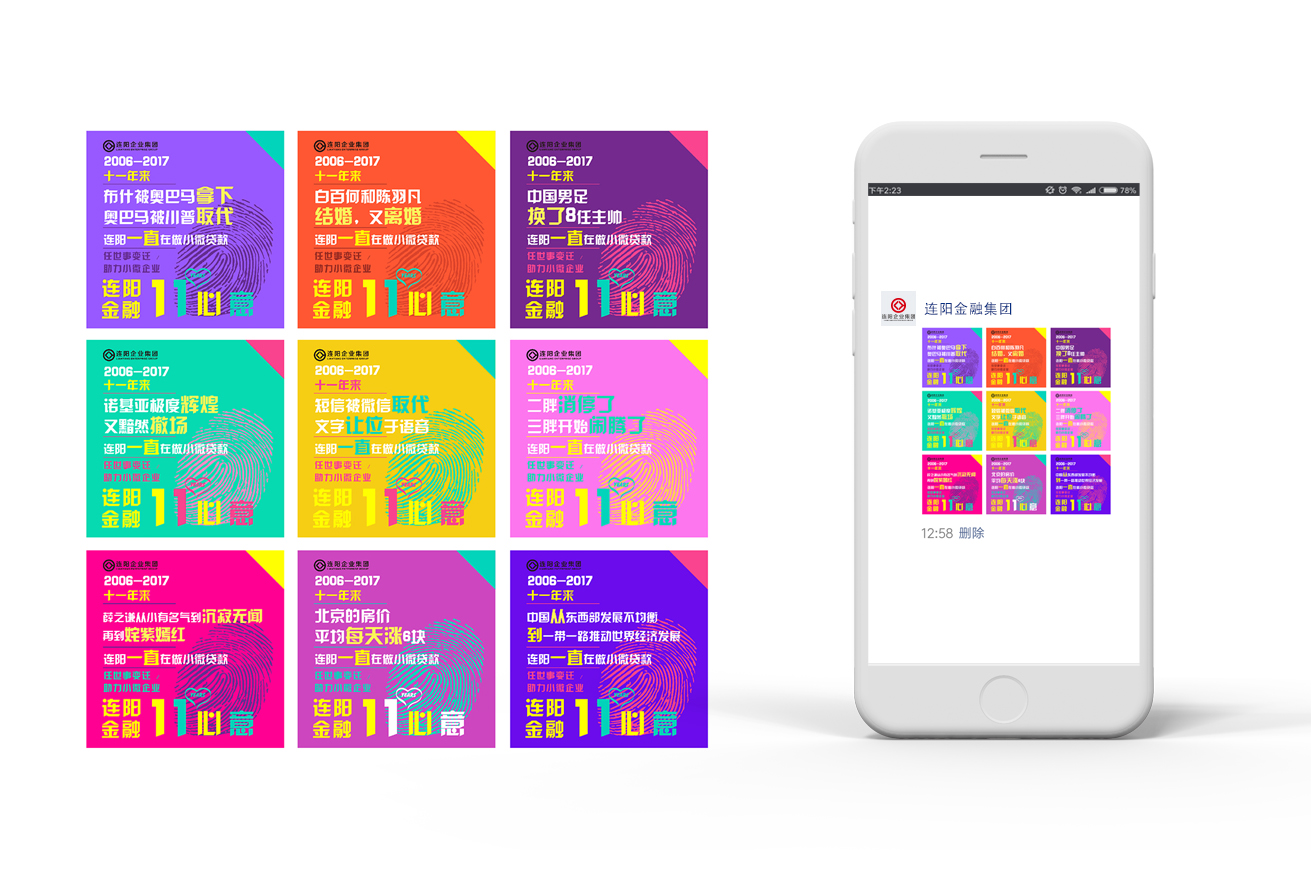 连阳企业集团
2006—2017
十一年来
布什被奥巴马拿下
奥巴马被川普取代
连阳一直在做小微贷款
任世事变迁
助力小微企业
YEARS
连阳
金融
11心意
连阳企业集团
2006—2017
十一年来
白百何和陈羽凡
结婚，又离婚
连阳一直在做小微贷款
任世事变迁
助力小微企业
YEARS
连阳
金融
11心意
连阳企业集团
2006—2017
十一年来
中国男足
换了8任主帅
连阳一直在做小微贷款
任世事变迁
助力小微企业
YEARS
连阳
金融
11心意
连阳企业集团
2006—2017
十一年来
诺基亚极度辉煌
又黯然撤场
连阳一直在做小微贷款
任世事变迁
助力小微企业
YEARS
连阳
金融
11心意
连阳企业集团
2006—2017
十一年来
短信被微信取代
文字让位于语音
连阳一直在做小微贷款
任世事变迁
助力小微企业
YEARS
连阳
金融
11心意
连阳企业集团
2006—2017
十一年来
二胖消停了
三胖开始闹腾了
连阳一直在做小微贷款
任世事变迁
助力小微企业
YEARS
连阳
金融
11心意
连阳企业集团
2006—2017
十一年来
薛之谦从小有名气到沉寂无闻
再到姹紫嫣红
连阳一直在做小微贷款
任世事变迁
助力小微企业
YEARS
连阳
金融
11心意
连阳企业集团
2006—2017
十一年来
北京的房价
平均每天涨6块
连阳一直在做小微贷款
任世事变迁
助力小微企业
YEARS
连阳
金融
11心意
连阳企业集团
2006—2017
十一年来
中国从东西部发展不均衡
到一带一路推动世界经济发展
连阳一直在做小微贷款
任世事变迁
助力小微企业
YEARS
连阳
金融
11心意
下午2:23
78%
连阳企业集团
连阳金融集团
12:58 删除